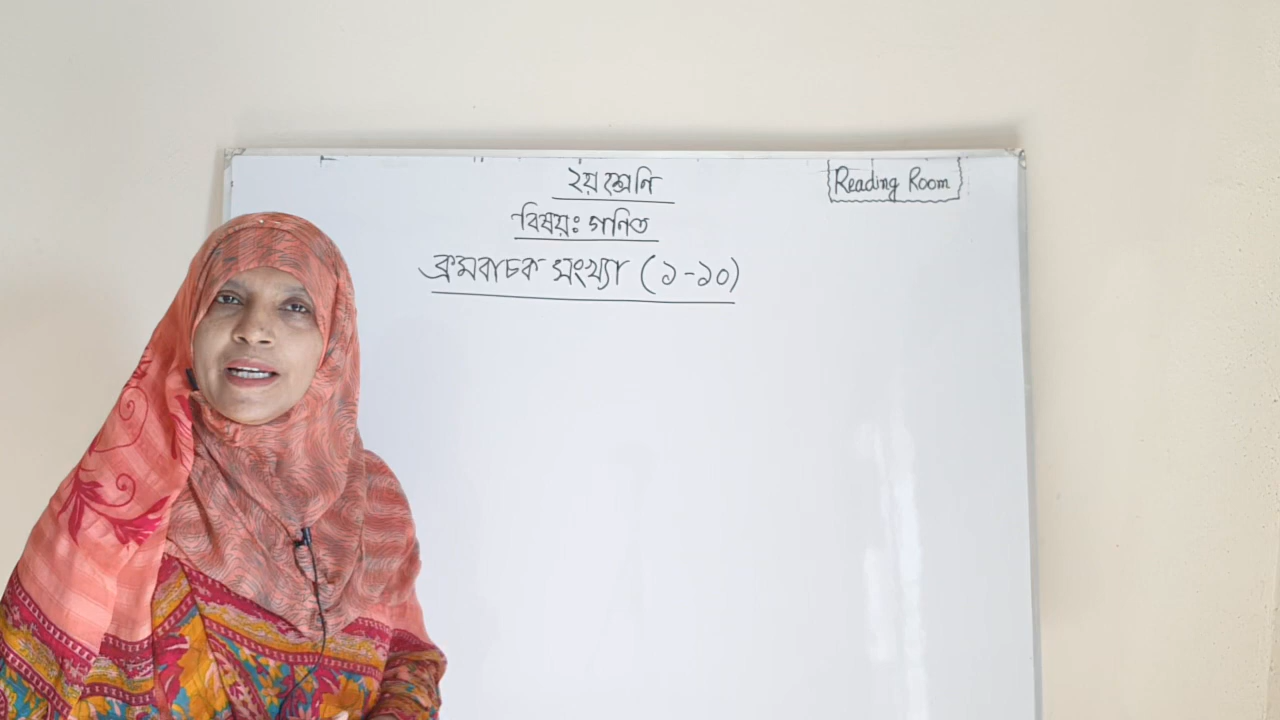 ২য় শ্রেণি
Reading Room
বিষয়ঃ গণিত
ক্রমবাচক সংখ্যা (১-১০)